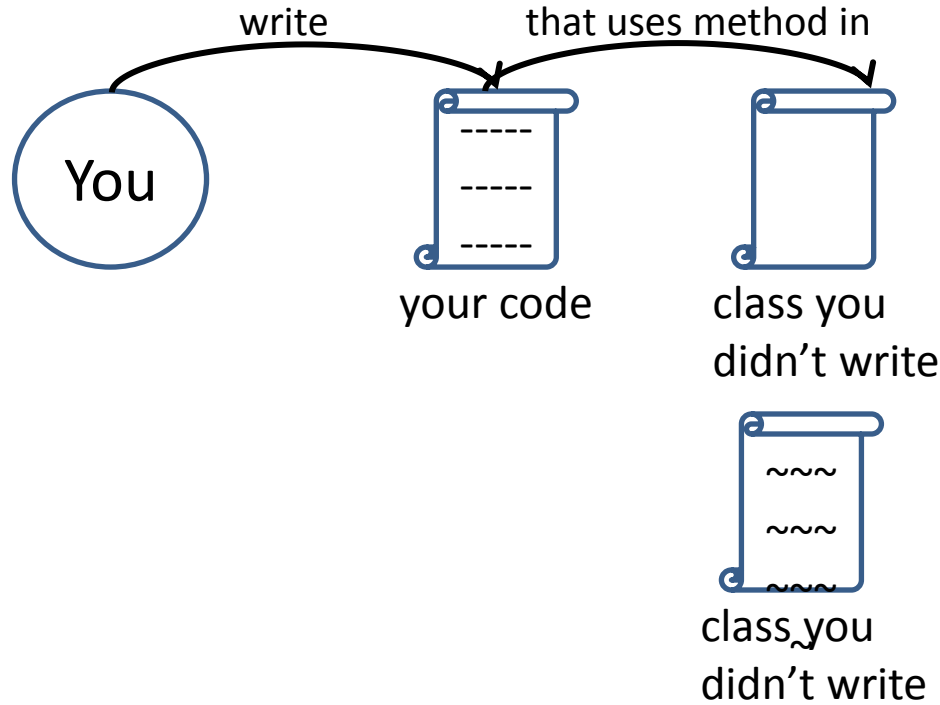 write
that uses method in
You
-----
-----
-----
your code
class you
didn’t write
~~~
~~~
~~~
~
class you
didn’t write